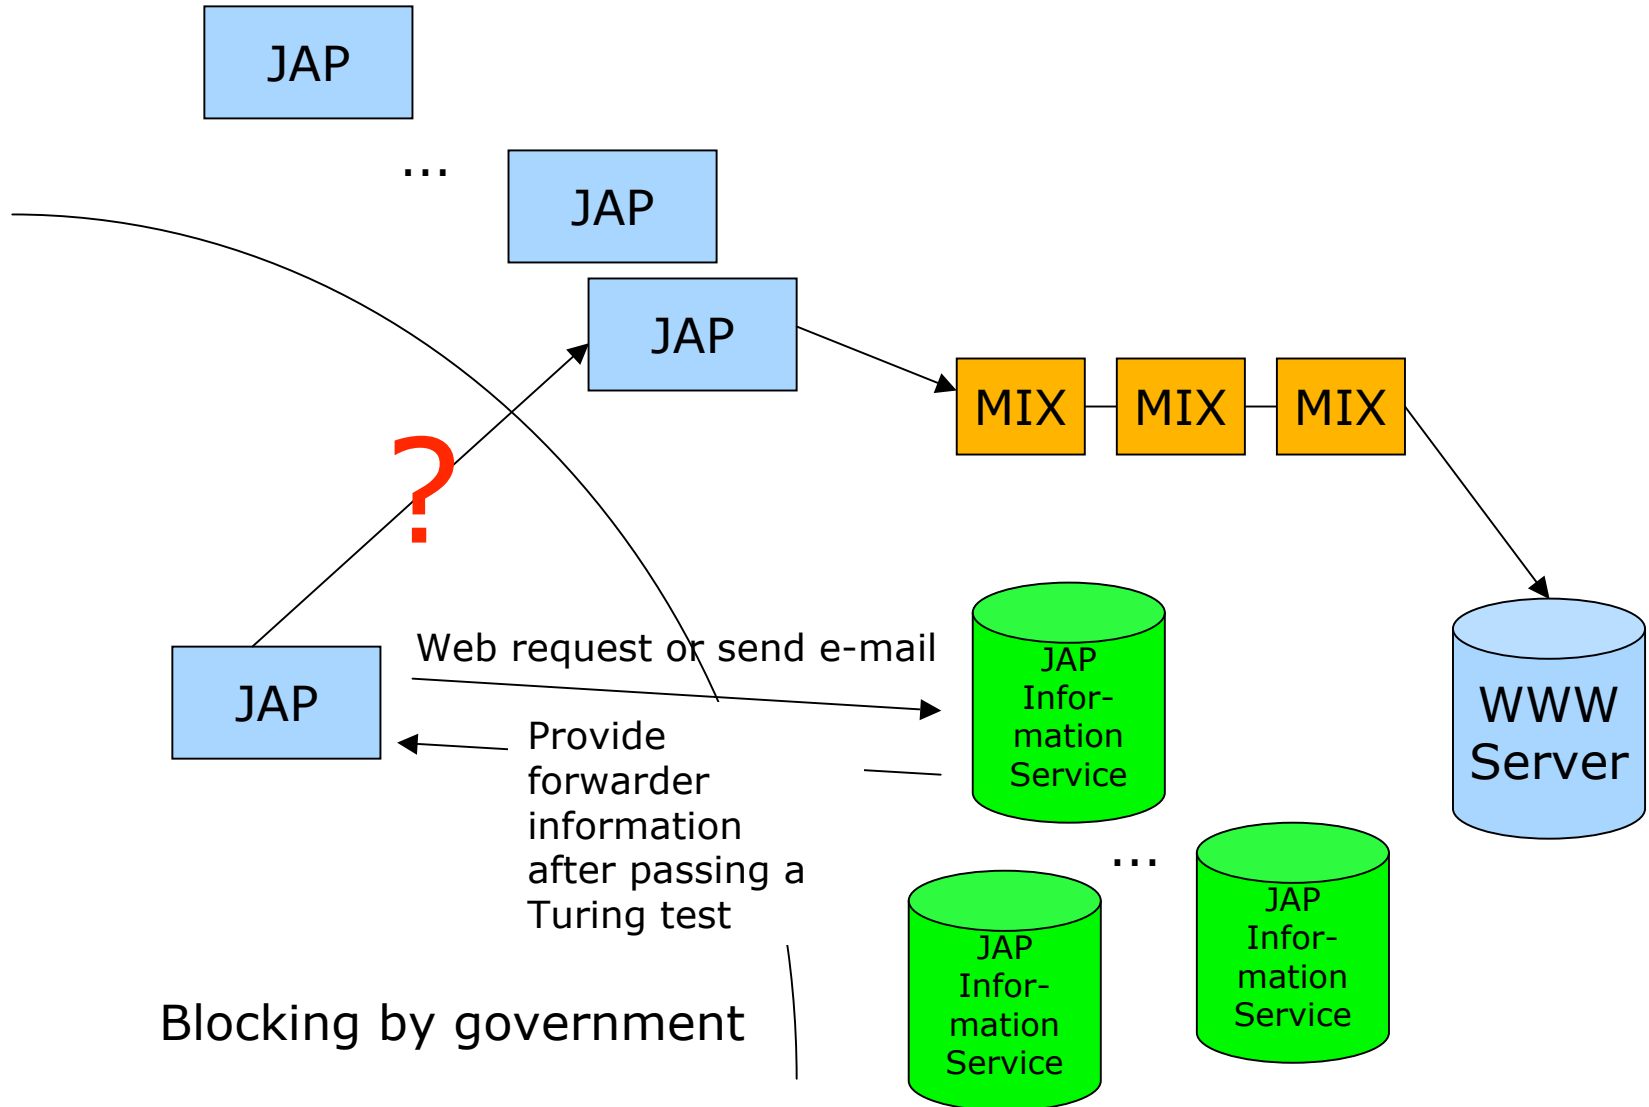 JAP
...
JAP
JAP
MIX
MIX
MIX
?
Web request or send e-mail
JAP
JAP
Infor-
mation
Service
WWW
Server
Provide
forwarder
information
after passing a
Turing test
...
JAP
Infor-
mation
Service
JAP
Infor-
mation
Service
Blocking by government